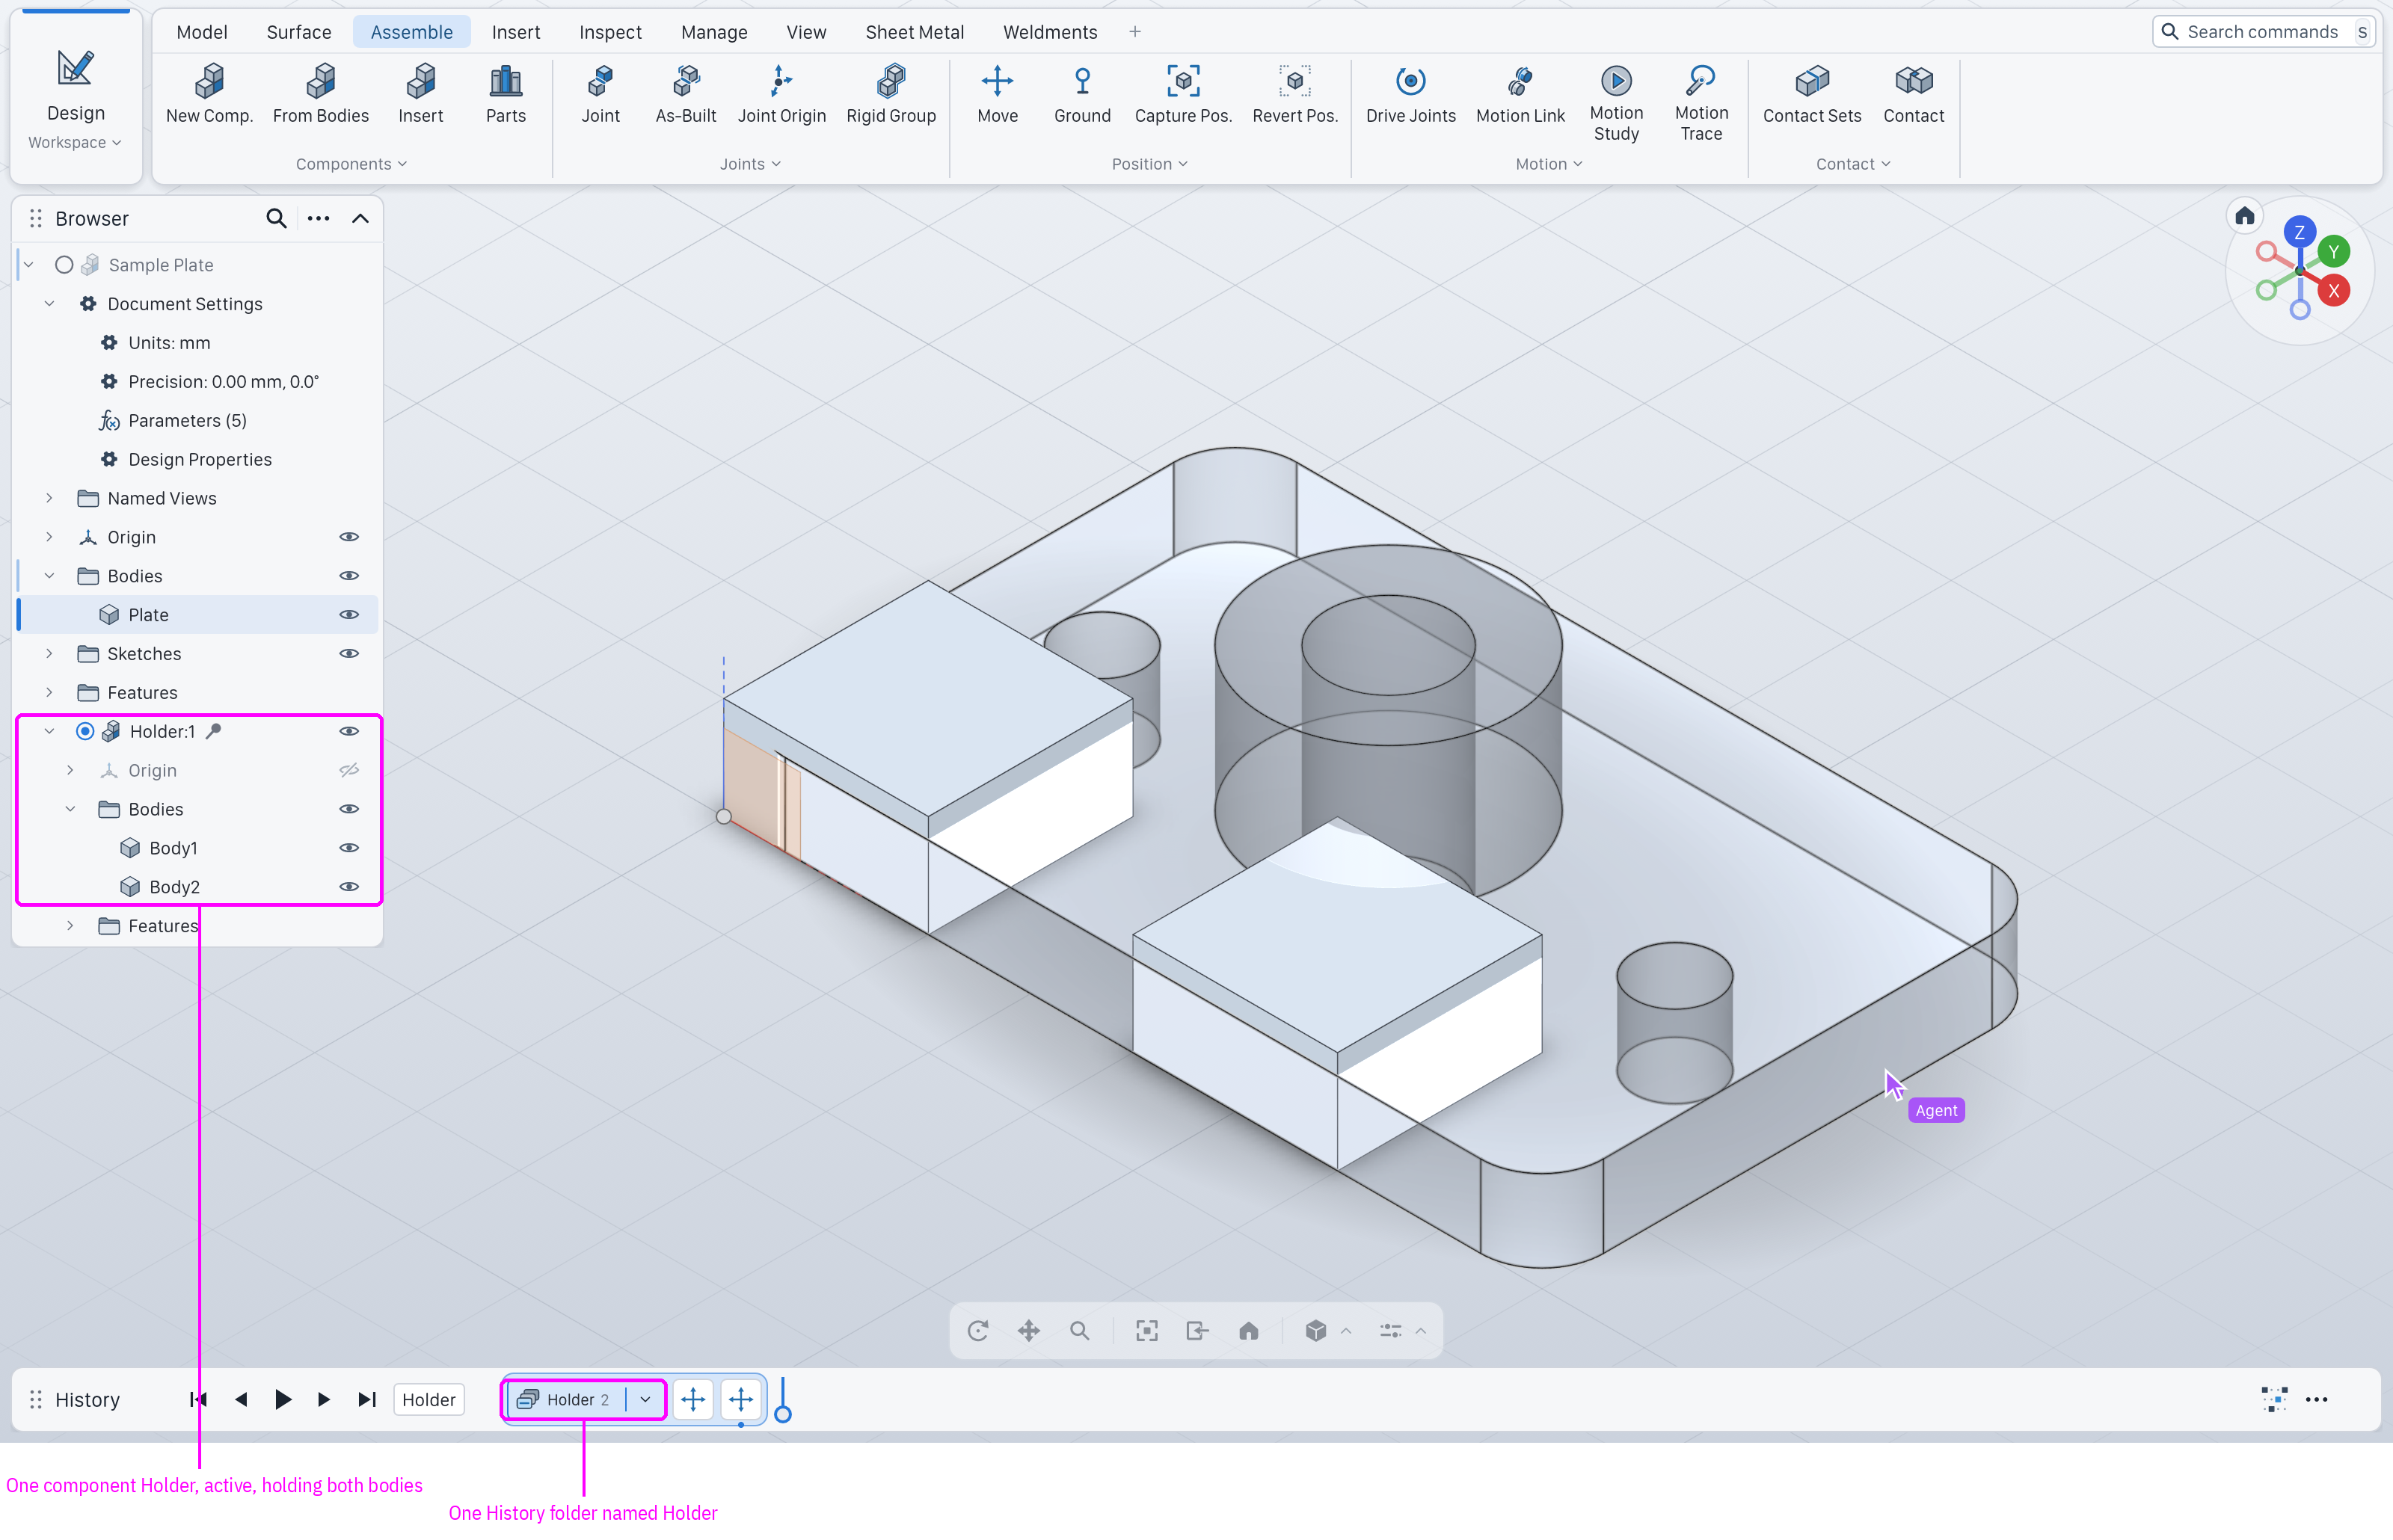 Design
Workspace
Model Surface Assemble Insert Inspect Manage View Sheet Metal Weldments +
Search commands S
New Comp. From Bodies Insert Parts
Components
Joint As-Built Joint Origin Rigid Group
Joints
Move Ground Capture Pos. Revert Pos.
Position
Drive Joints Motion Link Motion Study Motion Trace
Motion
Contact Sets Contact
Contact
Browser
Sample Plate
Document Settings
Units: mm
Precision: 0.00 mm, 0.0°
Parameters (5)
Design Properties
Named Views
Origin
Bodies
Plate
Sketches
Features
Holder:1
Origin
Bodies
Body1
Body2
Features
Z
Y
X
Agent
History Holder Holder 2
One component Holder, active, holding both bodies
One History folder named Holder